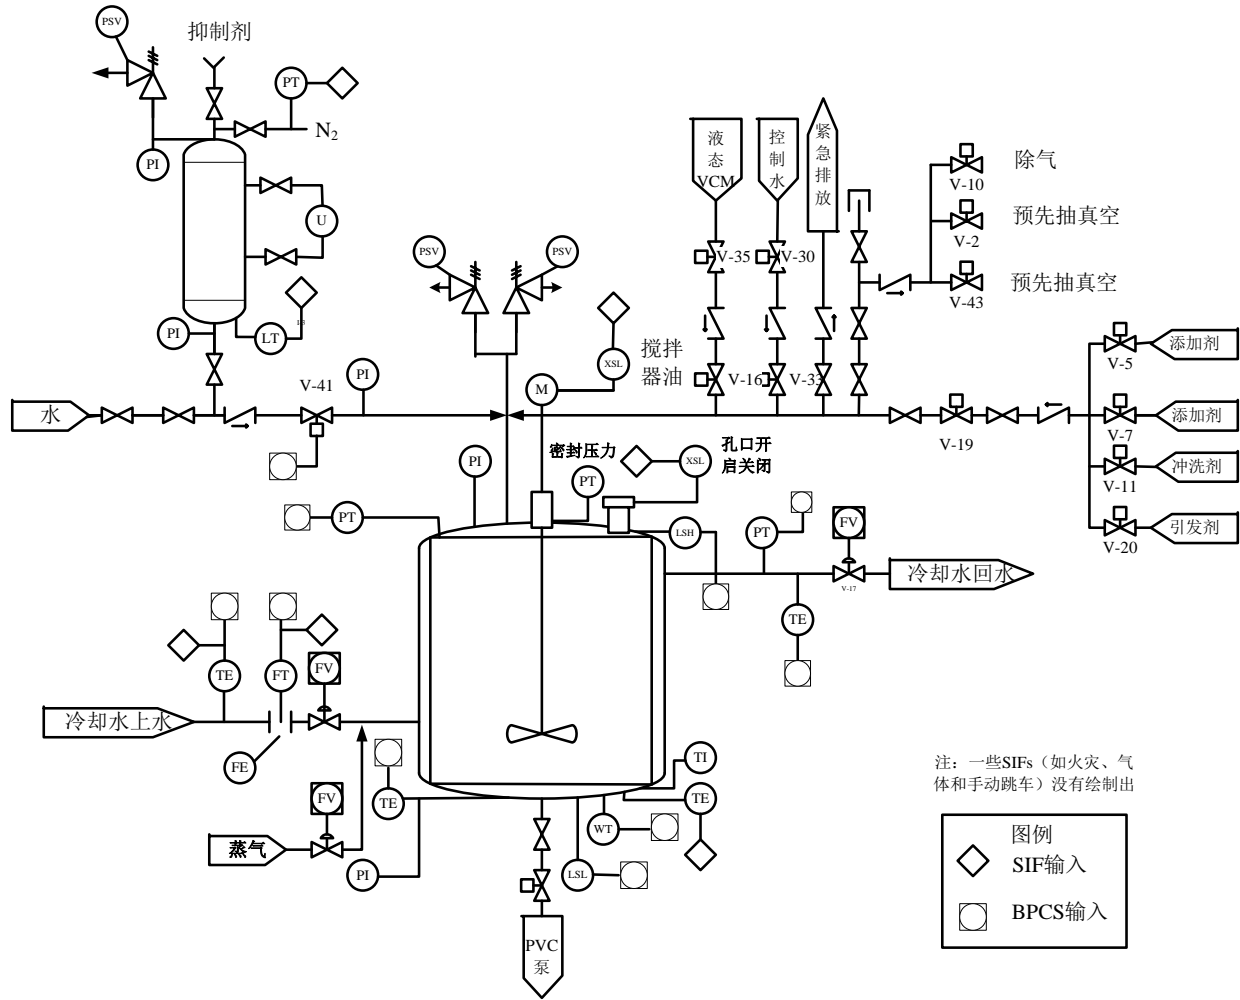 PSV
抑制剂
PT
N2
PI
U
LT
PI
液态VCM
控制水
紧急排放
除气
V-10
预先抽真空
V-2
预先抽真空
V-43
PSV
PSV
V-35
V-30
XSL
搅拌
器油
M
V-16
V-33
V-5
添加剂
V-41
PI
水
V-19
V-7
添加剂
V-11
冲洗剂
V-20
引发剂
密封压力
孔口开
启关闭
PI
PT
XSL
PT
LSH
PT
FV
V-17
冷却水回水
TE
TE
FT
FV
冷却水上水
FE
TI
TE
TE
FV
WT
蒸气
PI
LSL
PVC
泵
注：一些SIFs（如火灾、气
体和手动跳车）没有绘制出
图例
SIF输入
BPCS输入